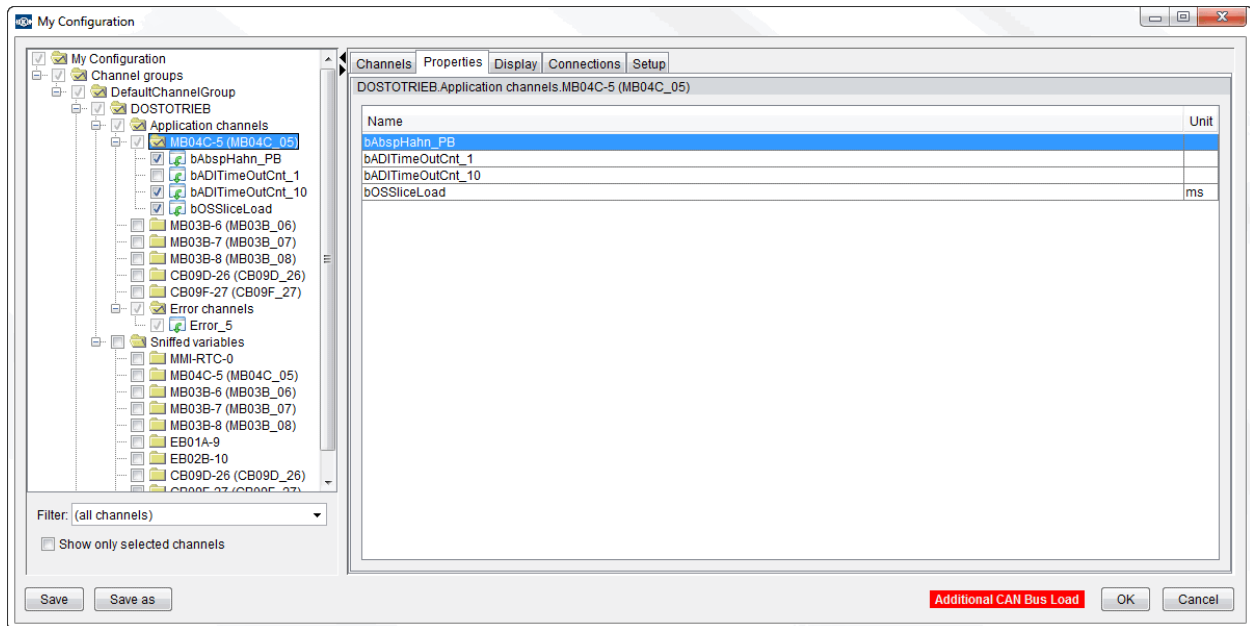 My Configuration
My Configuration
Channel groups
DefaultChannelGroup
DOSTOTRIEB
Application channels
MB04C-5 (MB04C_05)
bAbspHahn_PB
bADITimeOutCnt_1
bADITimeOutCnt_10
bOSSliceLoad
MB03B-6 (MB03B_06)
MB03B-7 (MB03B_07)
MB03B-8 (MB03B_08)
CB09D-26 (CB09D_26)
CB09F-27 (CB09F_27)
Error channels
Error_5
Sniffed variables
MMI-RTC-0
MB04C-5 (MB04C_05)
MB03B-6 (MB03B_06)
MB03B-7 (MB03B_07)
MB03B-8 (MB03B_08)
EB01A-9
EB02B-10
CB09D-26 (CB09D_26)
CB09F-27 (CB09F_27)
Filter: (all channels)
Show only selected channels
Channels Properties Display Connections Setup
DOSTOTRIEB.Application channels.MB04C-5 (MB04C_05)
Name Unit
bAbspHahn_PB
bADITimeOutCnt_1
bADITimeOutCnt_10
bOSSliceLoad ms
Save Save as Additional CAN Bus Load OK Cancel